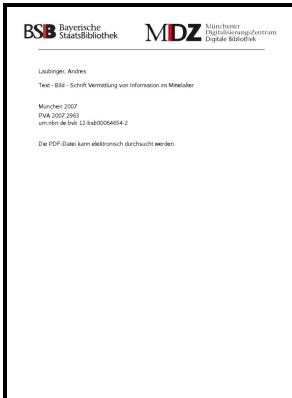 BSB Bayerische
StaatsBibliothek
MDZ Münchener
DigitalisierungsZentrum
Digitale Bibliothek
Laubinger, Andres
Text - Bild - Schrift Vermittlung von Information im Mittelalter
München 2007
PVA 2007.2963
urn:nbn:de:bvb:12-bsb00064654-2
Die PDF-Datei kann elektronisch durchsucht werden.